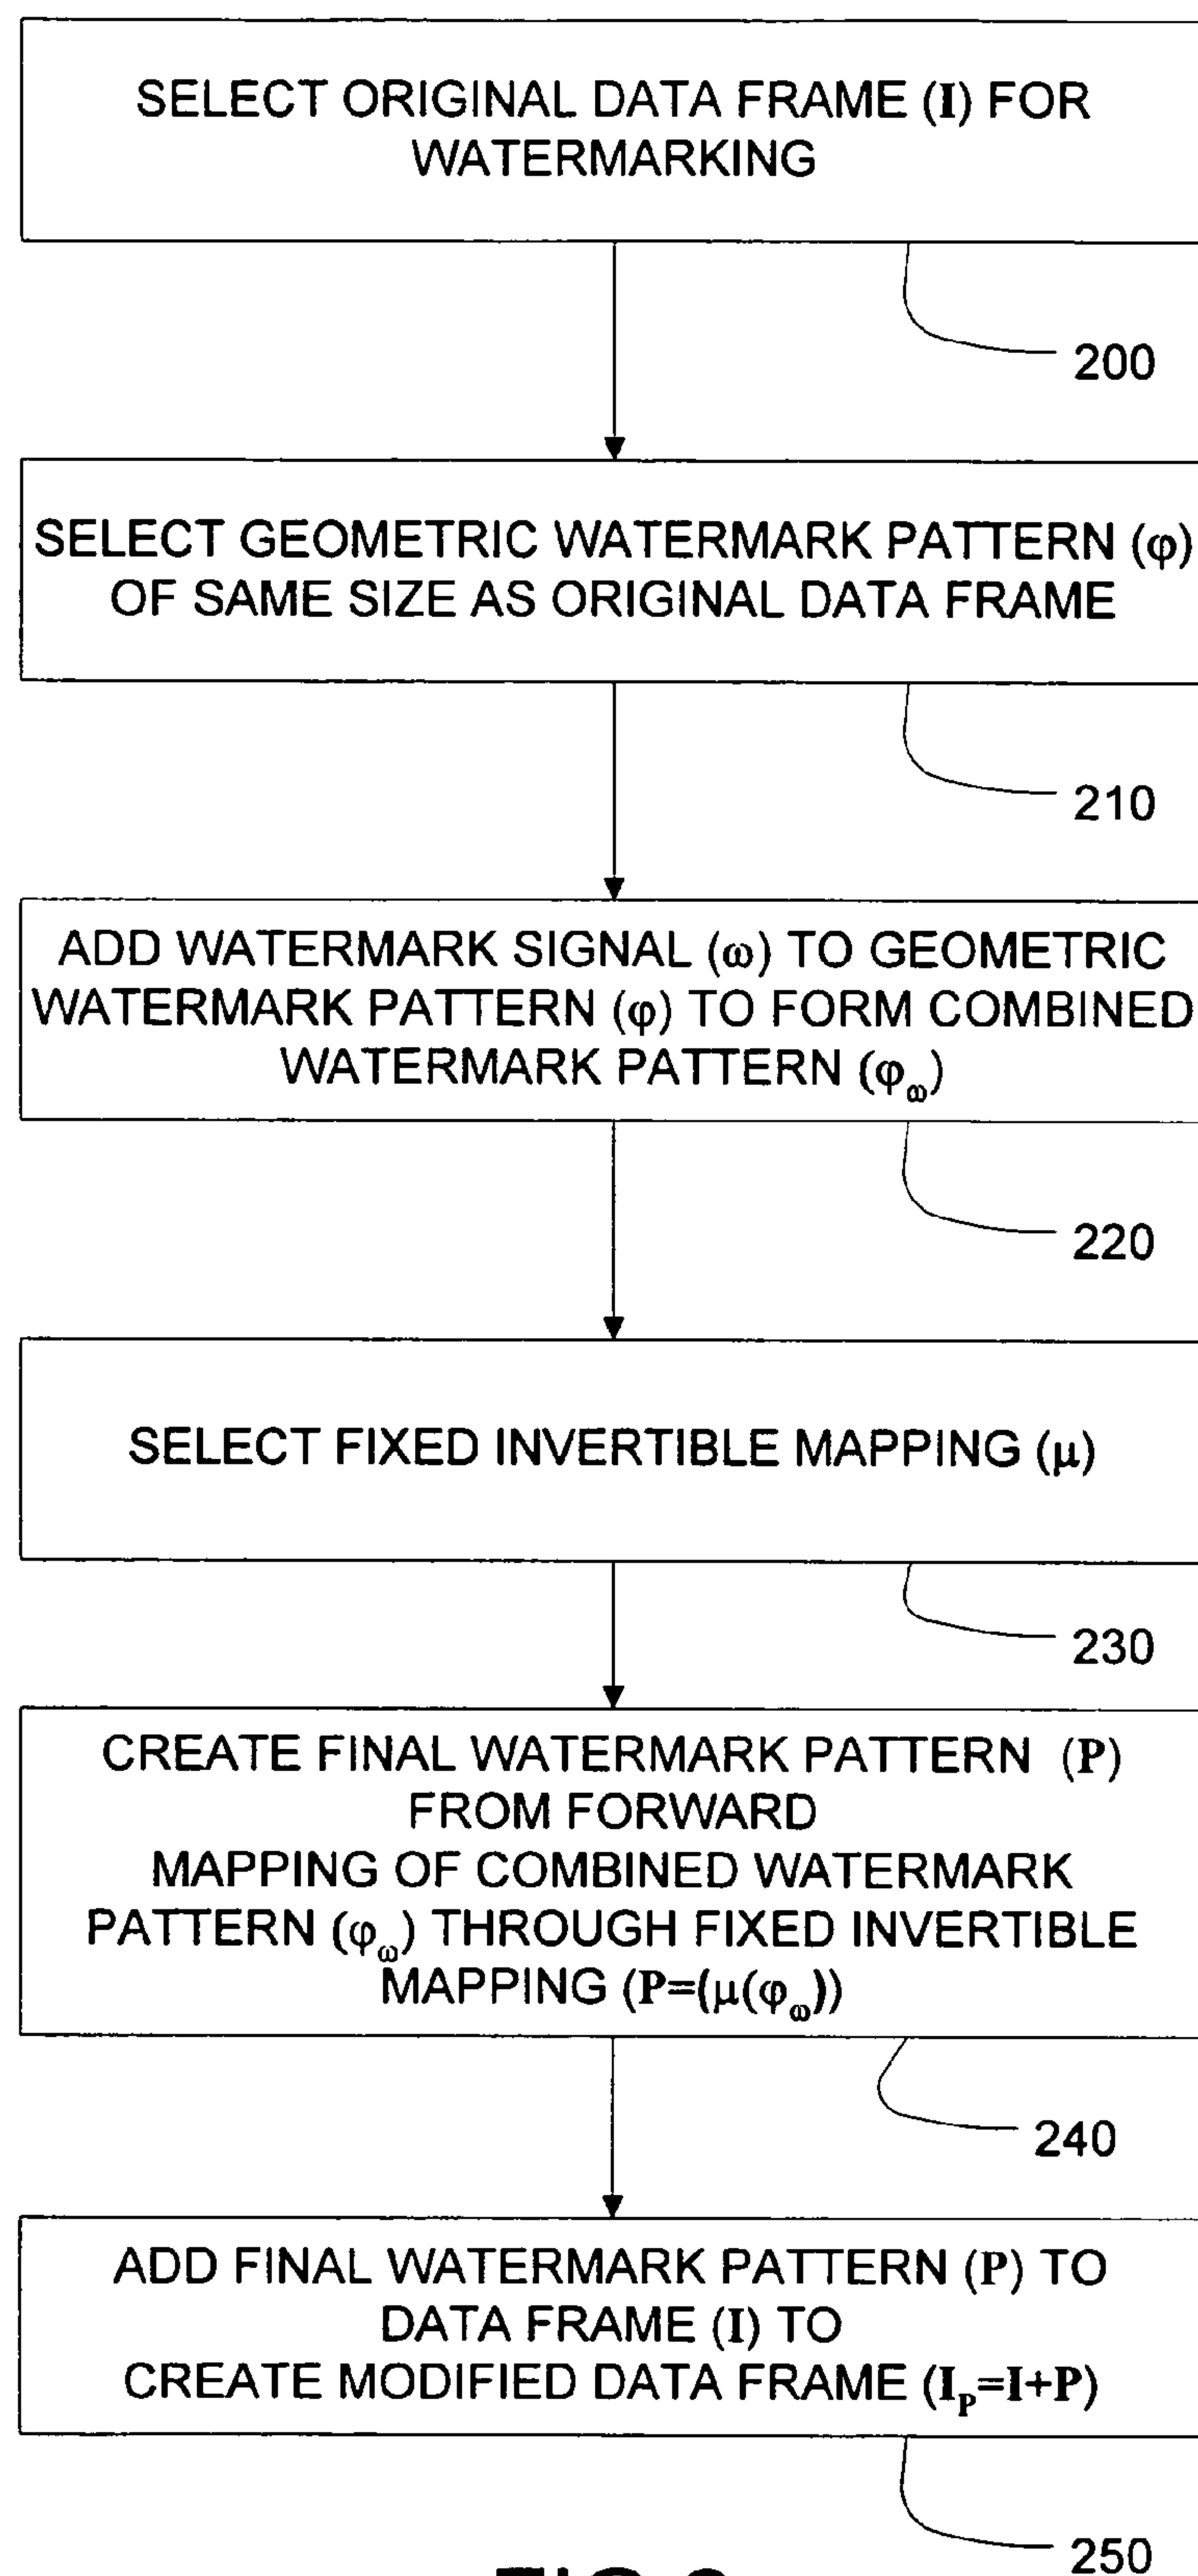 SELECT ORIGINAL DATA FRAME (I) FOR
WATERMARKING
200
SELECT GEOMETRIC WATERMARK PATTERN (φ)
OF SAME SIZE AS ORIGINAL DATA FRAME
210
ADD WATERMARK SIGNAL (ω) TO GEOMETRIC
WATERMARK PATTERN (φ) TO FORM COMBINED
WATERMARK PATTERN (φω)
220
SELECT FIXED INVERTIBLE MAPPING (μ)
230
CREATE FINAL WATERMARK PATTERN (P)
FROM FORWARD
MAPPING OF COMBINED WATERMARK
PATTERN (φω) THROUGH FIXED INVERTIBLE
MAPPING (P=(μ(φω))
240
ADD FINAL WATERMARK PATTERN (P) TO
DATA FRAME (I) TO
CREATE MODIFIED DATA FRAME (IP=I+P)
250